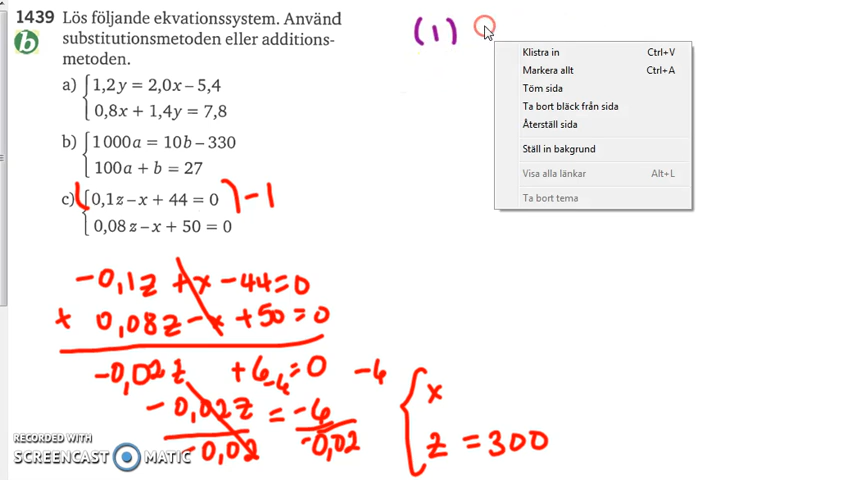 1439 Lös följande ekvationssystem. Använd
b substitutionsmetoden eller additions-
metoden.
a) 1,2y = 2,0x – 5,4
0,8x + 1,4y = 7,8
b) 1000a = 10b – 330
100a + b = 27
c) ( 0,1z – x + 44 = 0 ) –1
0,08z – x + 50 = 0
–0,1z + x – 44 = 0
+ 0,08z – x + 50 = 0
–0,02z + 6 –6 = 0 –6
–0,02z = –6
–0,02 –0,02
x
z = 300
(1)
Klistra in Ctrl+V
Markera allt Ctrl+A
Töm sida
Ta bort bläck från sida
Återställ sida
Ställ in bakgrund
Visa alla länkar Alt+L
Ta bort tema
RECORDED WITH
SCREENCAST MATIC